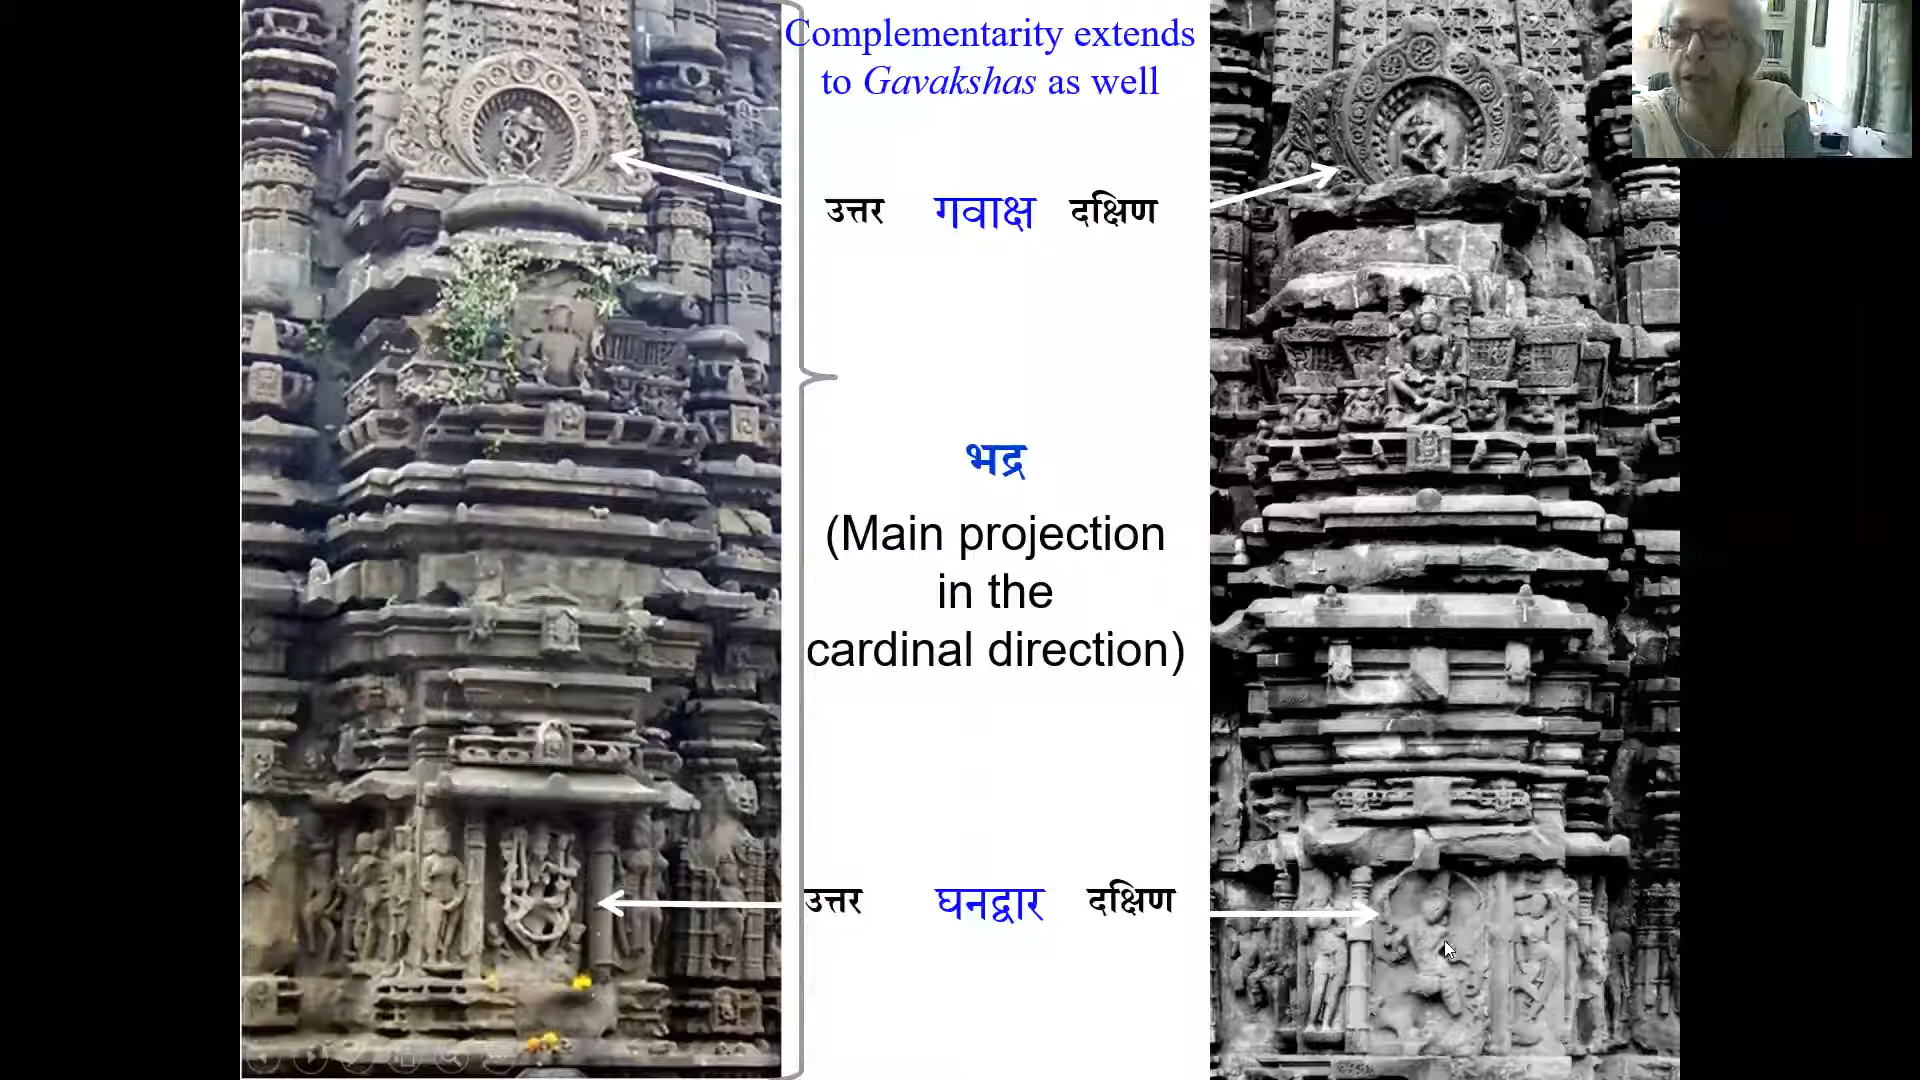 Complementarity extends
to Gavakshas as well
उत्तर गवाक्ष दक्षिण
भद्र
(Main projection
in the
cardinal direction)
उत्तर घनद्वार दक्षिण